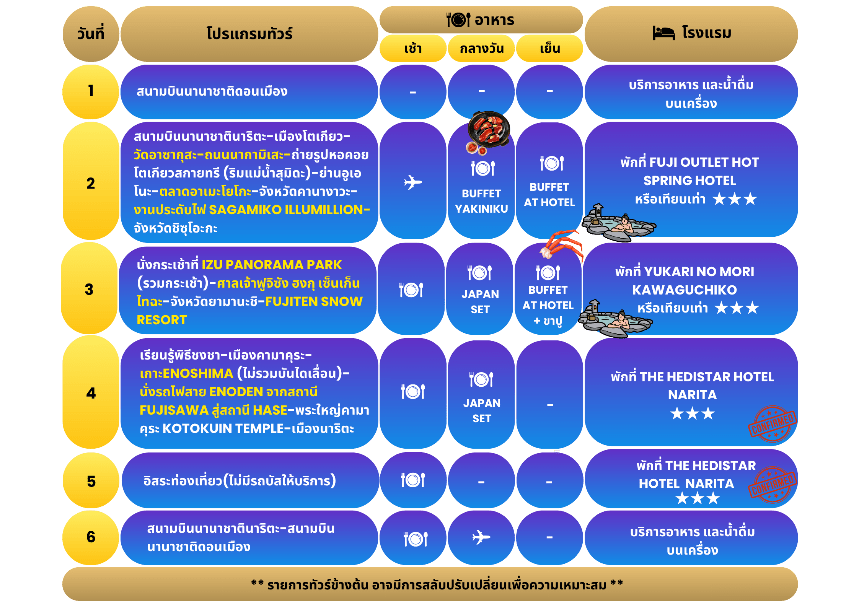 วันที่
โปรแกรมทัวร์
อาหาร
เช้า
กลางวัน
เย็น
โรงแรม
1
สนามบินนานาชาติดอนเมือง
-
-
-
บริการอาหาร และน้ำดื่ม
บนเครื่อง
2
สนามบินนานาชาตินาริตะ-เมืองโตเกียว-
วัดอาซากุสะ-ถนนนากามิเสะ-ถ่ายรูปหอคอย
โตเกียวสกายทรี (ริมแม่น้ำสุมิดะ)-ย่านอูเอ
โนะ-ตลาดอาเมะโยโกะ-จังหวัดคานางาวะ-
งานประดับไฟ SAGAMIKO ILLUMILLION-
จังหวัดชิซุโอะกะ
BUFFET
YAKINIKU
BUFFET
AT HOTEL
พักที่ FUJI OUTLET HOT
SPRING HOTEL
หรือเทียบเท่า ★★★
3
นั่งกระเช้าที่ IZU PANORAMA PARK
(รวมกระเช้า)-ศาลเจ้าฟูจิซัง ฮงกุ เซ็นเก็น
ไทฉะ-จังหวัดยามานะชิ-FUJITEN SNOW
RESORT
JAPAN
SET
BUFFET
AT HOTEL
+ ขาปู
พักที่ YUKARI NO MORI
KAWAGUCHIKO
หรือเทียบเท่า ★★★
4
เรียนรู้พิธีชงชา-เมืองคามาคุระ-
เกาะENOSHIMA (ไม่รวมบันไดเลื่อน)-
นั่งรถไฟสาย ENODEN จากสถานี
FUJISAWA สู่สถานี HASE-พระใหญ่คามา
คุระ KOTOKUIN TEMPLE-เมืองนาริตะ
JAPAN
SET
-
พักที่ THE HEDISTAR HOTEL
NARITA
★★★
5
อิสระท่องเที่ยว(ไม่มีรถบัสให้บริการ)
-
-
พักที่ THE HEDISTAR
HOTEL NARITA
★★★
6
สนามบินนานาชาตินาริตะ-สนามบิน
นานาชาติดอนเมือง
-
บริการอาหาร และน้ำดื่ม
บนเครื่อง
** รายการทัวร์ข้างต้น อาจมีการสลับปรับเปลี่ยนเพื่อความเหมาะสม **